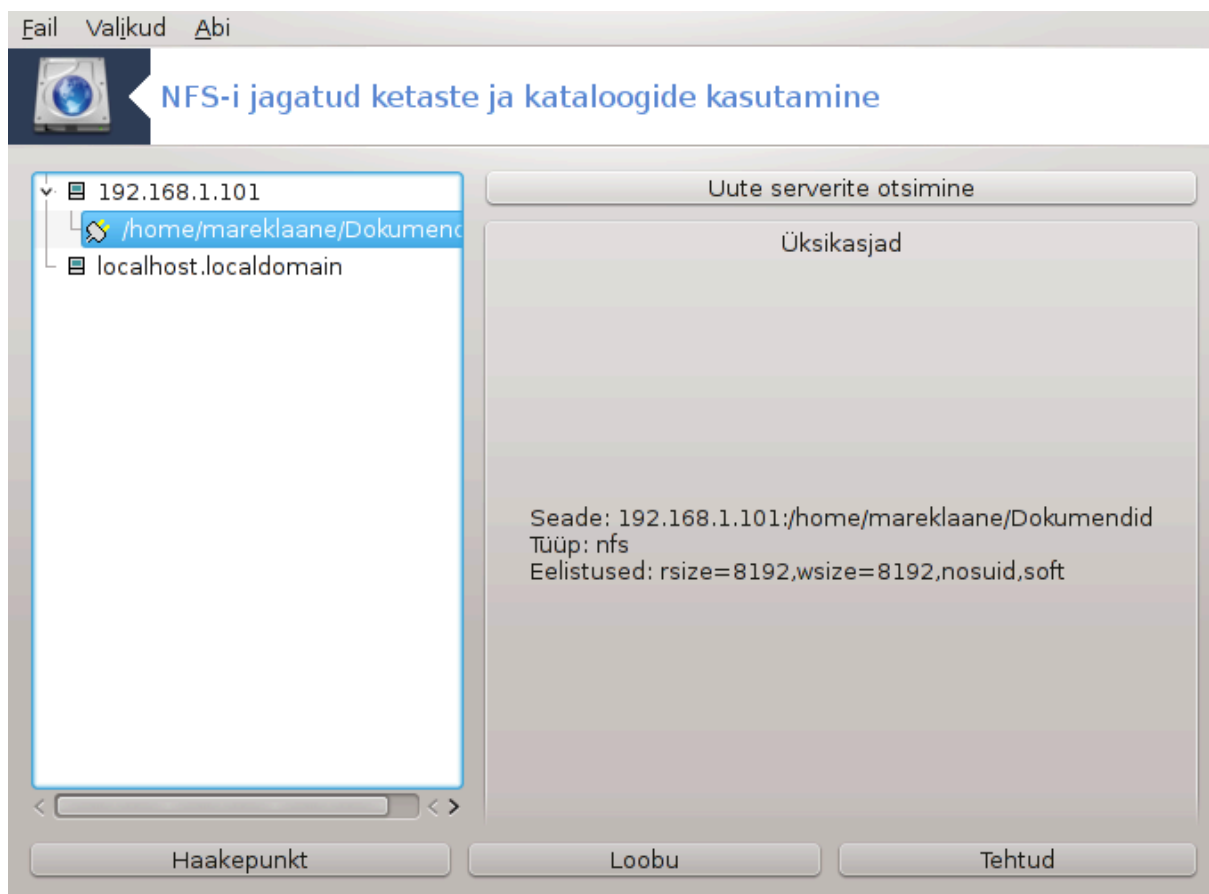 Fail Valikud Abi
NFS-i jagatud ketaste ja kataloogide kasutamine
192.168.1.101
/home/mareklaane/Dokumend
localhost.localdomain
Uute serverite otsimine
Üksikasjad
Seade: 192.168.1.101:/home/mareklaane/Dokumendid
Tüüp: nfs
Eelistused: rsize=8192,wsize=8192,nosuid,soft
Haakepunkt
Loobu
Tehtud